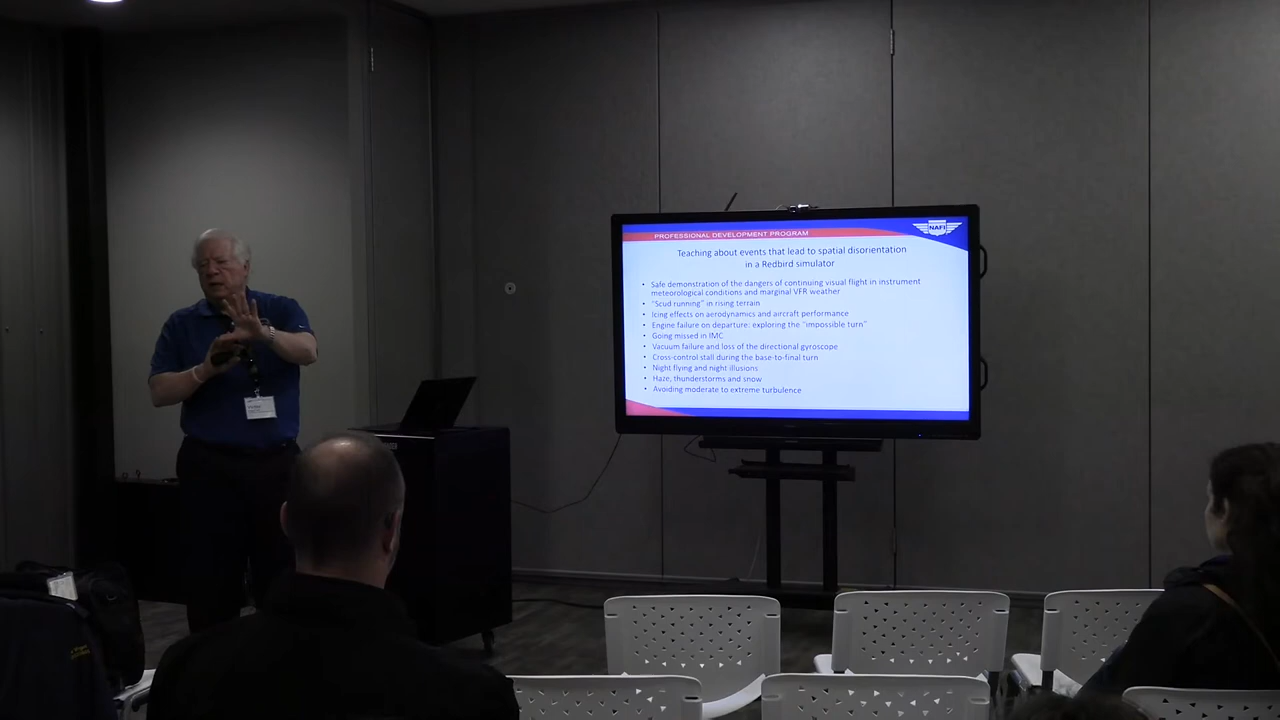 PROFESSIONAL DEVELOPMENT PROGRAM
NAFI
Teaching about events that lead to spatial disorientation
in a Redbird simulator
• Safe demonstration of the dangers of continuing visual flight in instrument
meteorological conditions and marginal VFR weather
• "Scud running" in rising terrain
• Icing effects on aerodynamics and aircraft performance
• Engine failure on departure: exploring the "impossible turn"
• Going missed in IMC
• Vacuum failure and loss of the directional gyroscope
• Cross-control stall during the base-to-final turn
• Night flying and night illusions
• Haze, thunderstorms and snow
• Avoiding moderate to extreme turbulence